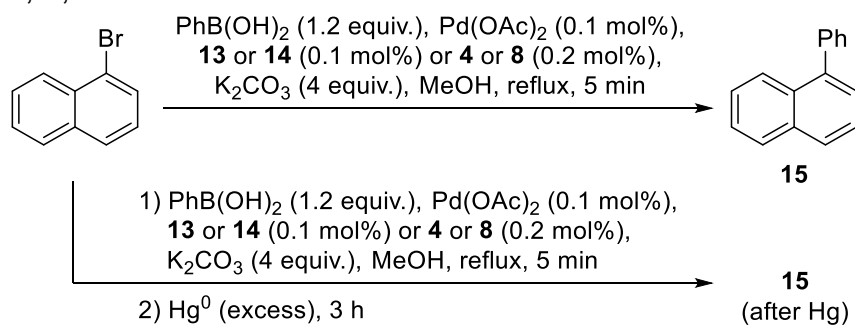 Br
PhB(OH)₂ (1.2 equiv.), Pd(OAc)₂ (0.1 mol%),
13 or 14 (0.1 mol%) or 4 or 8 (0.2 mol%),
K₂CO₃ (4 equiv.), MeOH, reflux, 5 min
Ph
15
1) PhB(OH)₂ (1.2 equiv.), Pd(OAc)₂ (0.1 mol%),
13 or 14 (0.1 mol%) or 4 or 8 (0.2 mol%),
K₂CO₃ (4 equiv.), MeOH, reflux, 5 min
2) Hg⁰ (excess), 3 h
15
(after Hg)